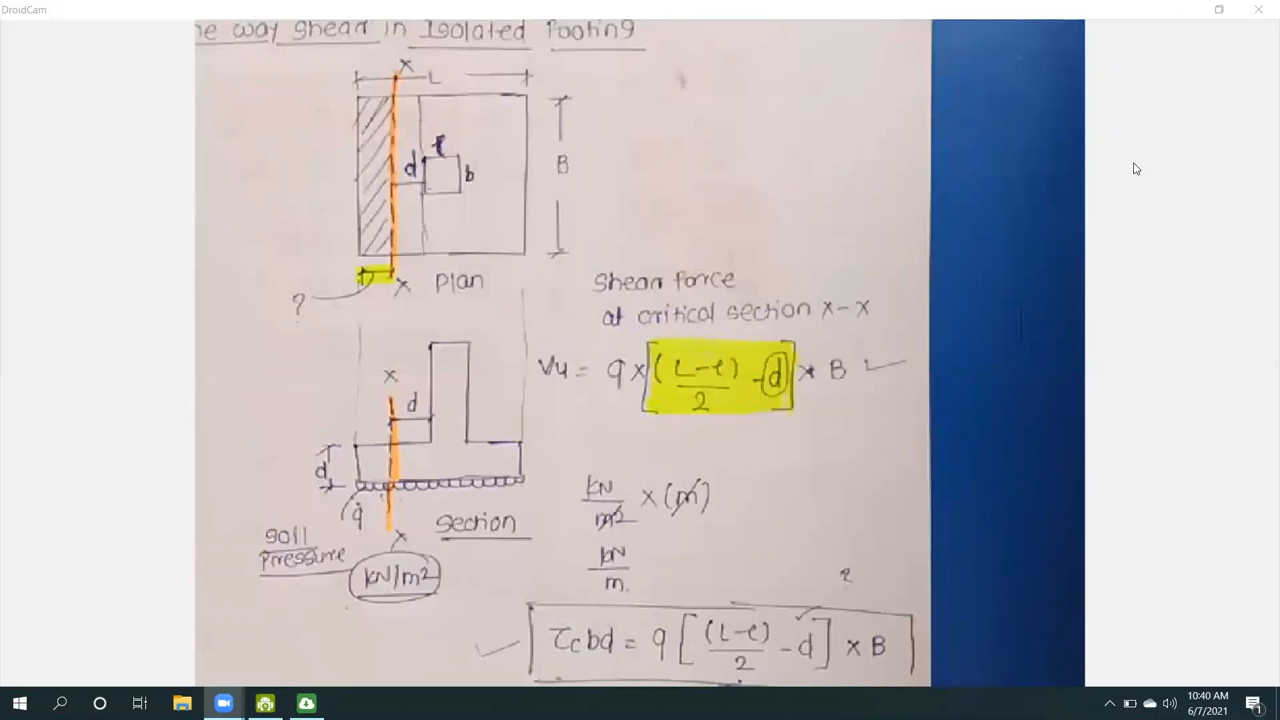 DroidCam
ne way shear in Isolated Footing
x
L
l
d
b
B
?
x
Plan
Shear force
at critical section x-x
Vu = q × [(L-l)/2 - d] × B
x
d
d
q
x
Section
kN/m² × (m)
soil
Pressure
kN/m²
kN/m
?
τc bd = q [(L-l)/2 - d] × B
10:40 AM
6/7/2021
1